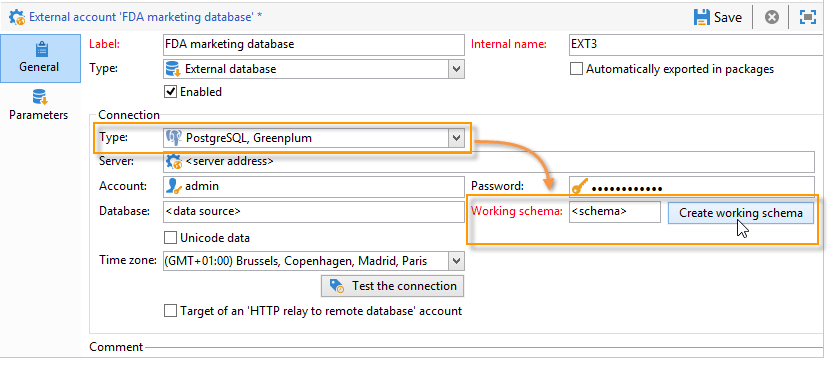 External account 'FDA marketing database' *
Save
General
Parameters
Label: FDA marketing database Internal name: EXT3
Type: External database Automatically exported in packages
Enabled
Connection
Type: PostgreSQL, Greenplum
Server: <server address>
Account: admin Password: ••••••••••••
Database: <data source> Working schema: <schema> Create working schema
Unicode data
Time zone: (GMT+01:00) Brussels, Copenhagen, Madrid, Paris
Test the connection
Target of an 'HTTP relay to remote database' account
Comment